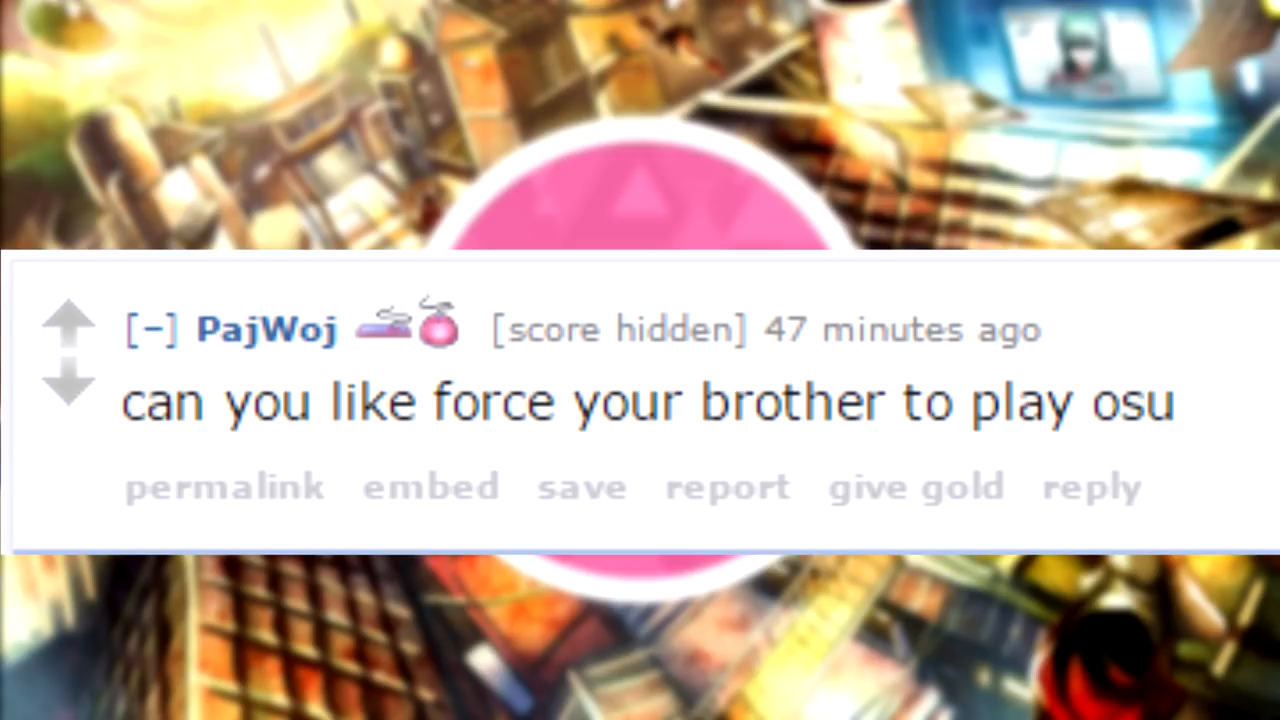 [−] PajWoj [score hidden] 47 minutes ago
can you like force your brother to play osu
permalink embed save report give gold reply